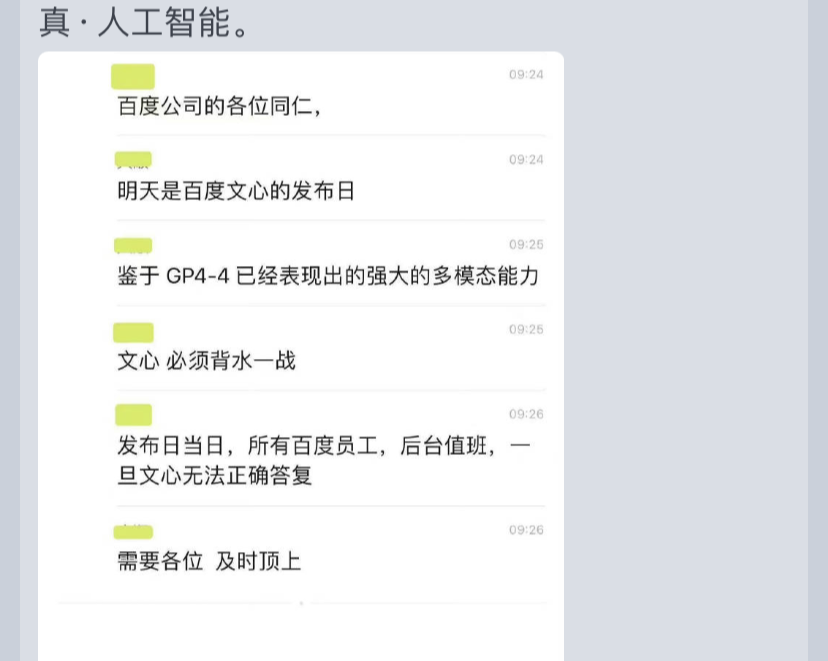 真·人工智能。
09:24
百度公司的各位同仁，
09:24
明天是百度文心的发布日
09:25
鉴于 GP4-4 已经表现出的强大的多模态能力
09:25
文心 必须背水一战
09:26
发布日当日，所有百度员工，后台值班，一
旦文心无法正确答复
09:26
需要各位 及时顶上